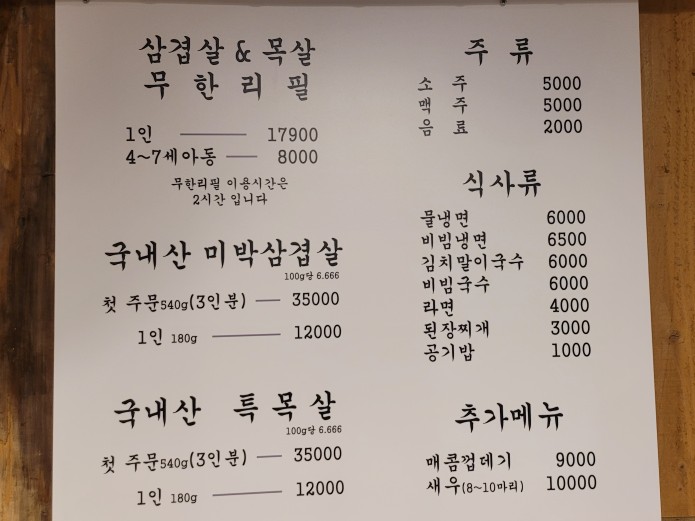 삼겹살 & 목살
무 한 리 필
1인 17900
4~7세아동 8000
무한리필 이용시간은
2시간 입니다
국내산 미박삼겹살
100g당 6.666
첫 주문540g(3인분) 35000
1인 180g 12000
국내산 특 목 살
100g당 6.666
첫 주문540g(3인분) 35000
1인 180g 12000
주 류
소 주 5000
맥 주 5000
음 료 2000
식사류
물냉면 6000
비빔냉면 6500
김치말이국수 6000
비빔국수 6000
라면 4000
된장찌개 3000
공기밥 1000
추가메뉴
매콤껍데기 9000
새우(8~10마리) 10000